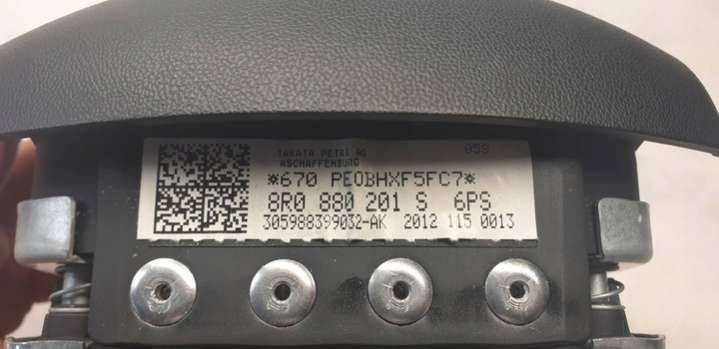 TAKATA PETRI AG 059
ASCHAFFENBURG
*670 PE0BHXF5FC7*
8R0 880 201 S 6PS
305988399032-AK 2012 115 0013